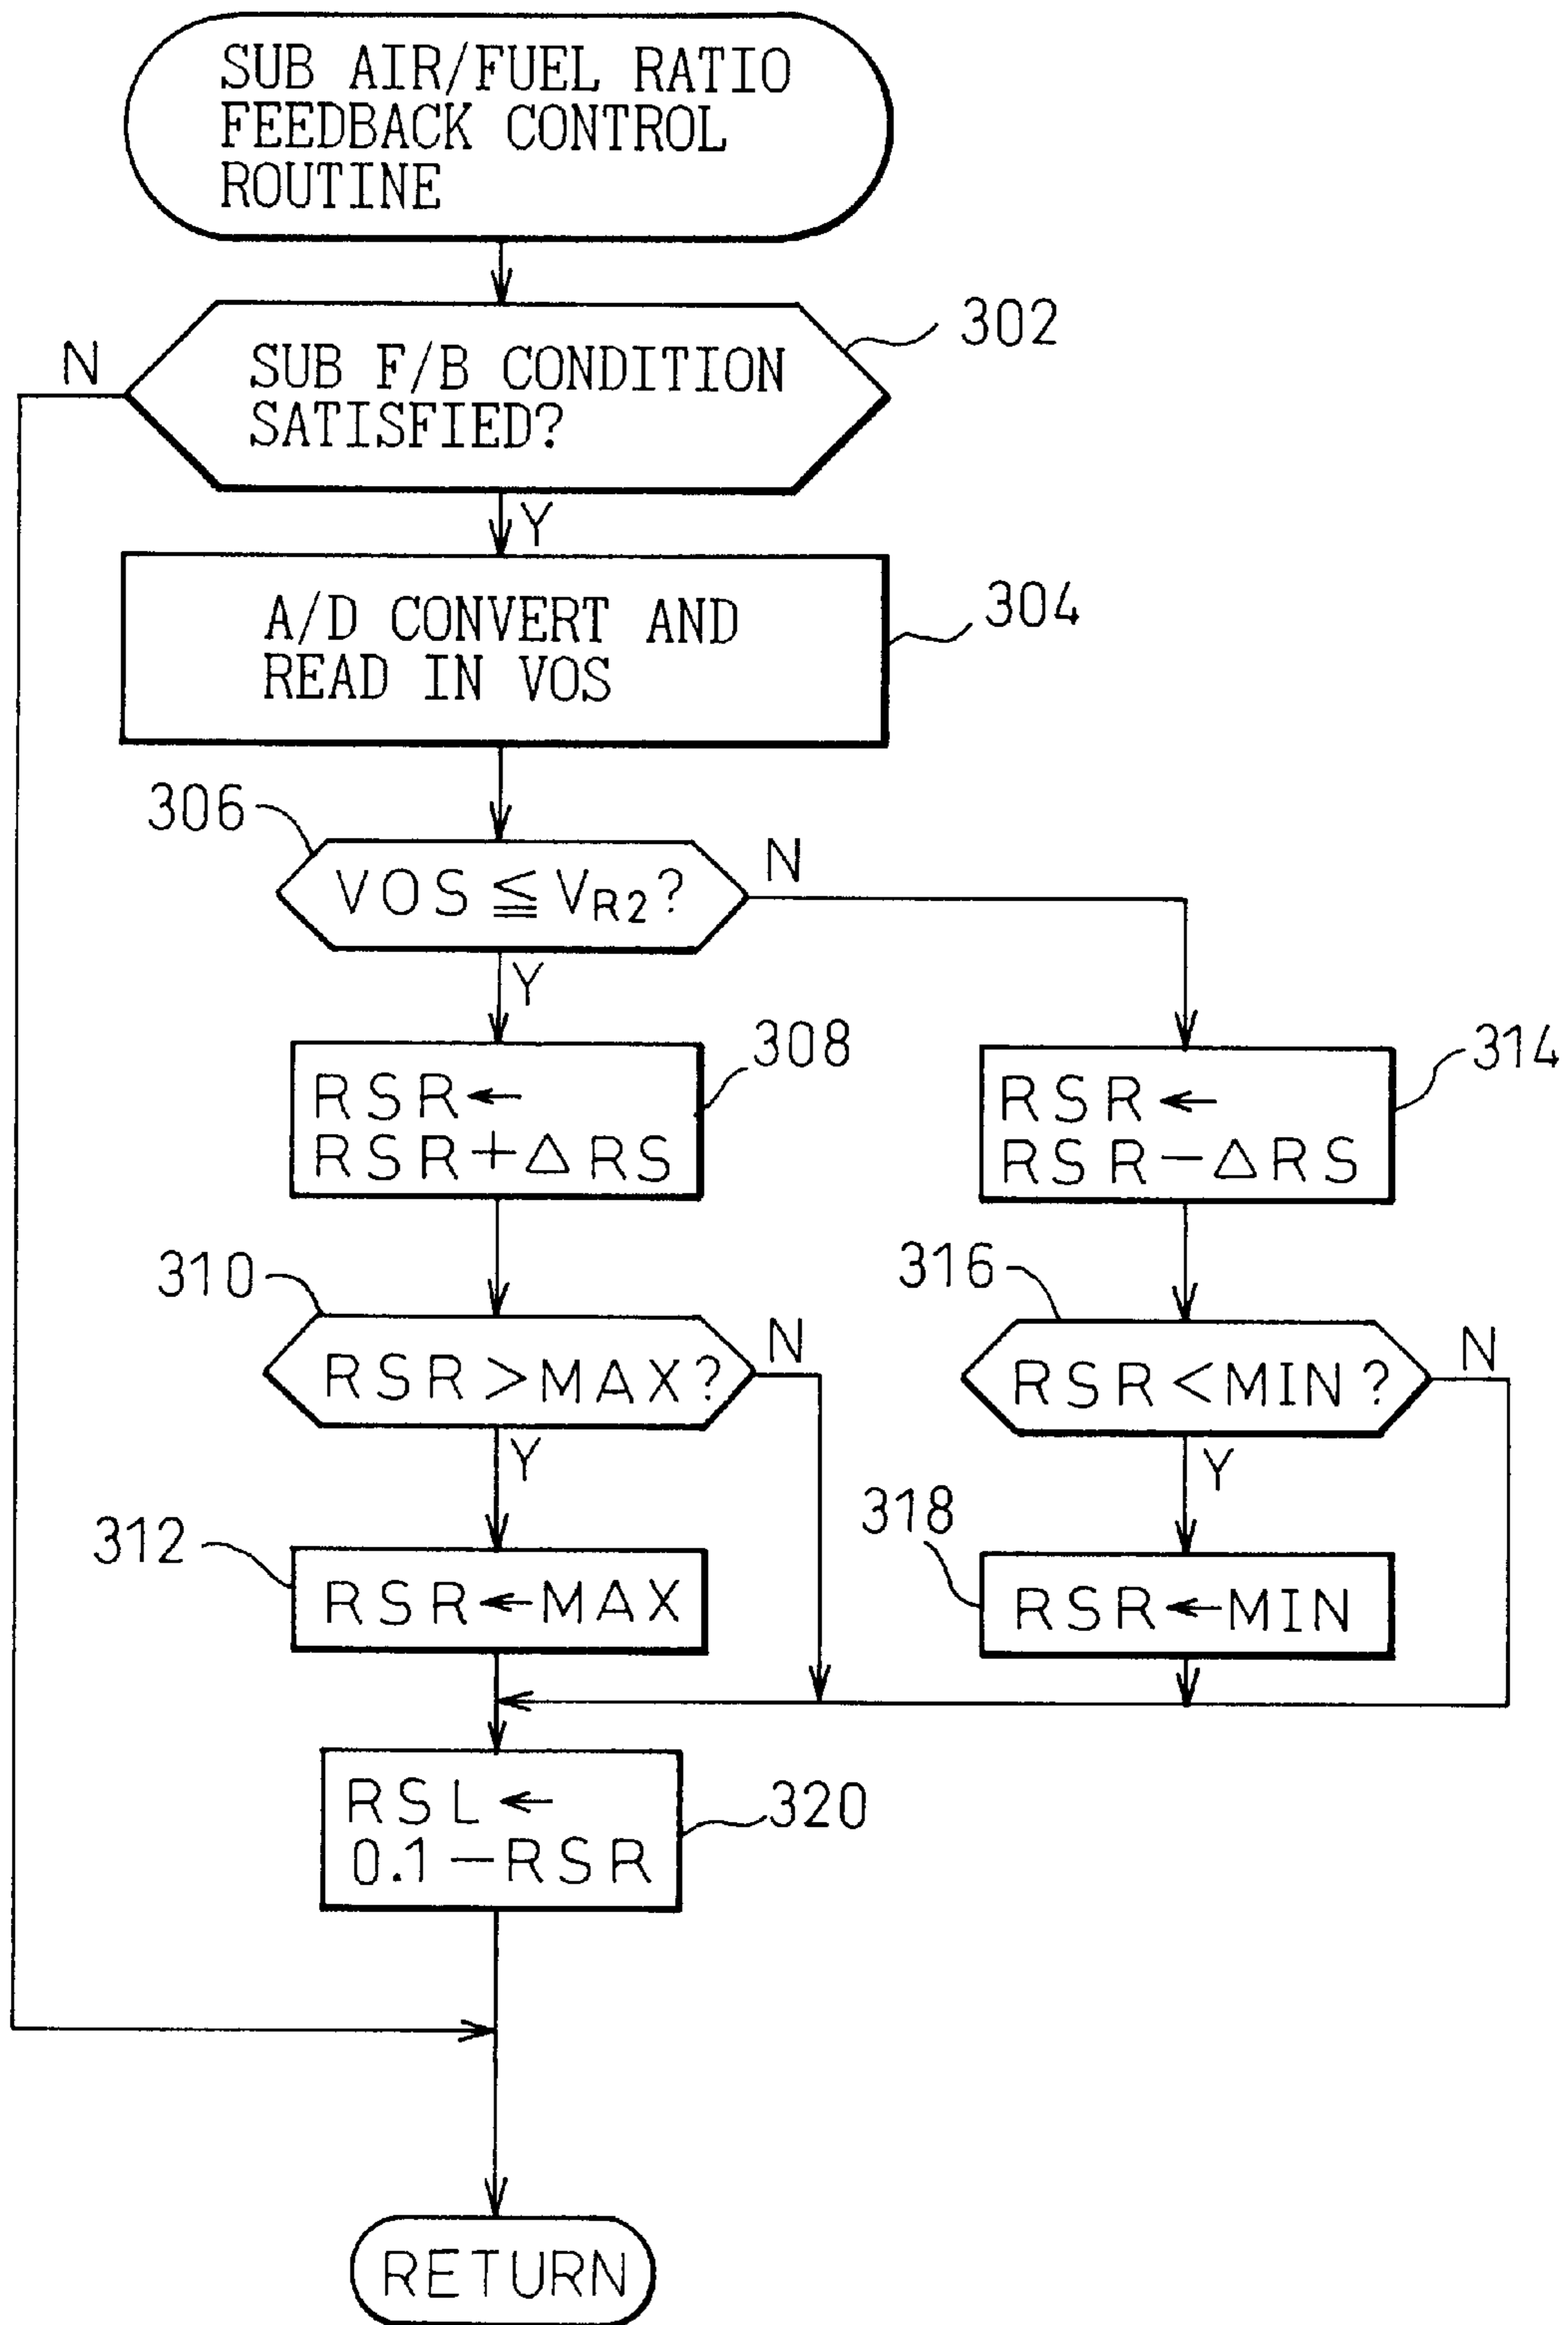 SUB AIR/FUEL RATIO
FEEDBACK CONTROL
ROUTINE
302
N
SUB F/B CONDITION
SATISFIED?
Y
304
A/D CONVERT AND
READ IN VOS
306
VOS ≦ VR2?
N
Y
308
RSR←
RSR+△RS
314
RSR←
RSR−△RS
310
RSR>MAX?
N
Y
316
RSR<MIN?
N
Y
312
RSR←MAX
318
RSR←MIN
RSL←
0.1−RSR
320
RETURN